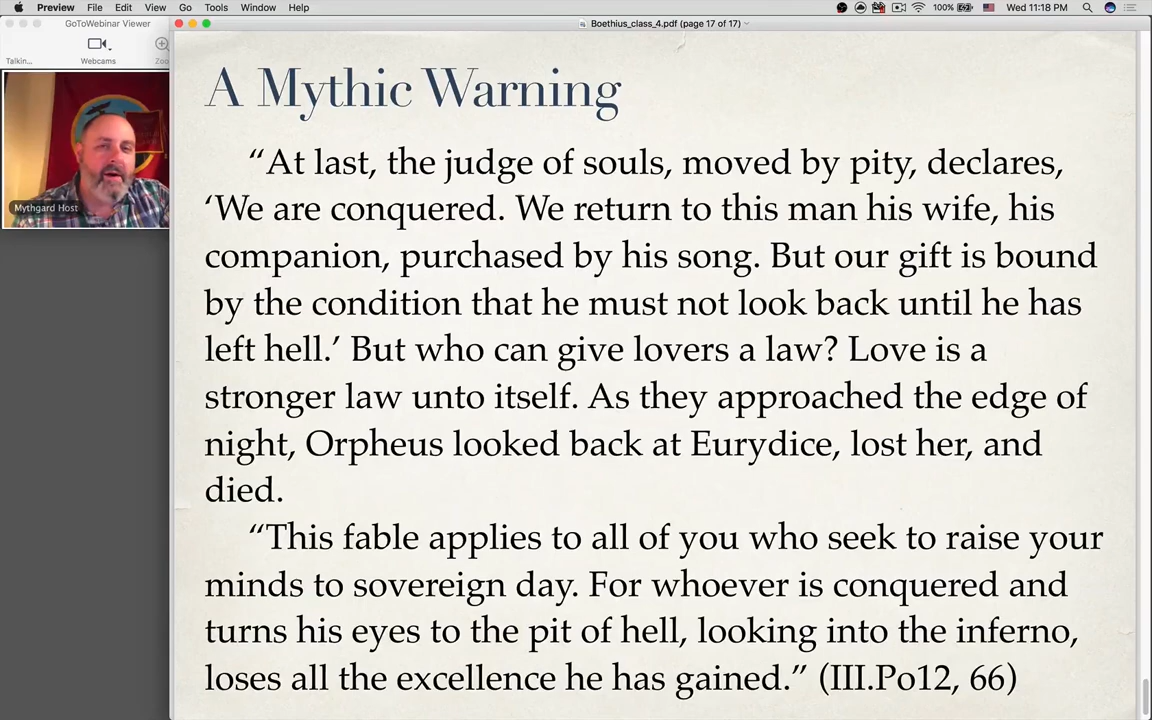 Preview File Edit View Go Tools Window Help
100% Wed 11:18 PM
GoToWebinar Viewer
Boethius_class_4.pdf (page 17 of 17)
Talkin... Webcams Zoo
Mythgard Host
A Mythic Warning
“At last, the judge of souls, moved by pity, declares,
‘We are conquered. We return to this man his wife, his
companion, purchased by his song. But our gift is bound
by the condition that he must not look back until he has
left hell.’ But who can give lovers a law? Love is a
stronger law unto itself. As they approached the edge of
night, Orpheus looked back at Eurydice, lost her, and
died.
“This fable applies to all of you who seek to raise your
minds to sovereign day. For whoever is conquered and
turns his eyes to the pit of hell, looking into the inferno,
loses all the excellence he has gained.” (III.Po12, 66)